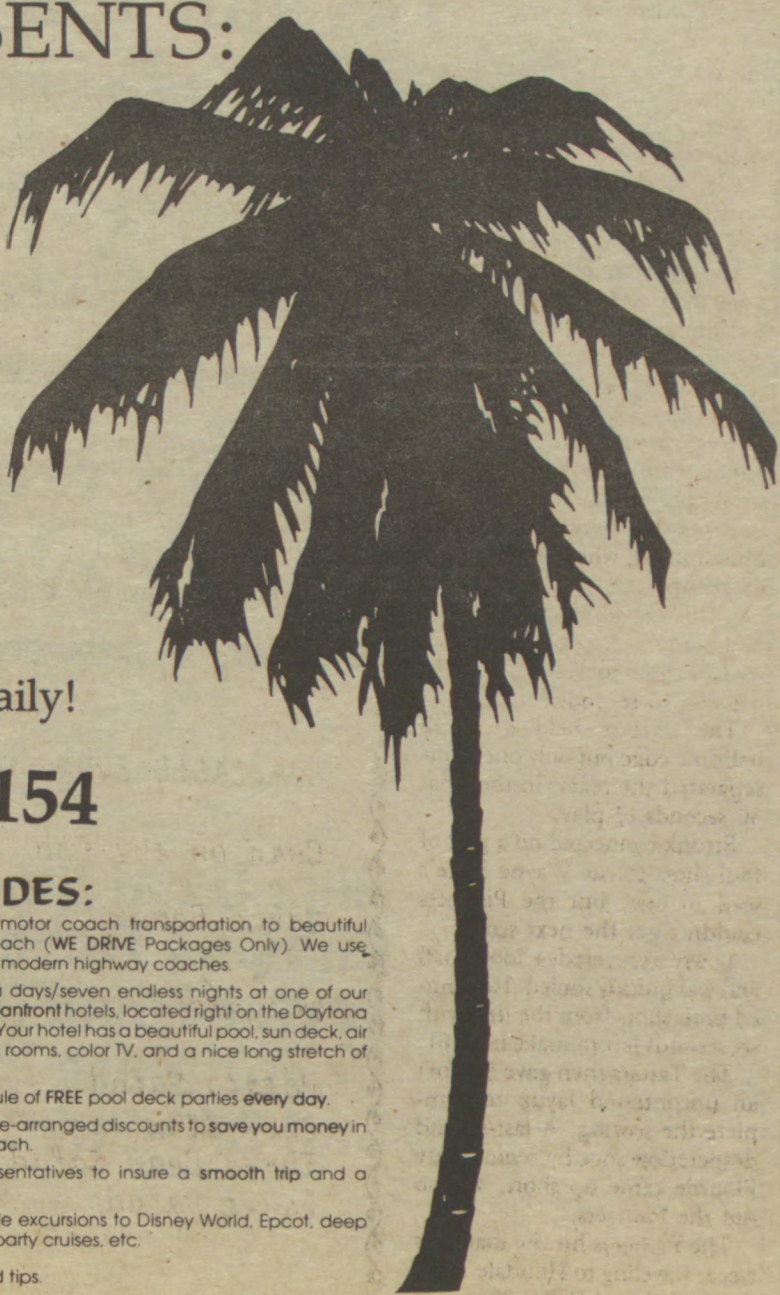 SENTS:
aily!
154
DES:
motor coach transportation to beautiful
ach (WE DRIVE Packages Only). We use
modern highway coaches.
days/seven endless nights at one of our
anfront hotels, located right on the Daytona
Your hotel has a beautiful pool, sun deck, air
rooms, color TV, and a nice long stretch of
ule of FREE pool deck parties every day.
e-arranged discounts to save you money in
ach.
sentatives to insure a smooth trip and a
e excursions to Disney World, Epcot, deep
party cruises, etc.
d tips.